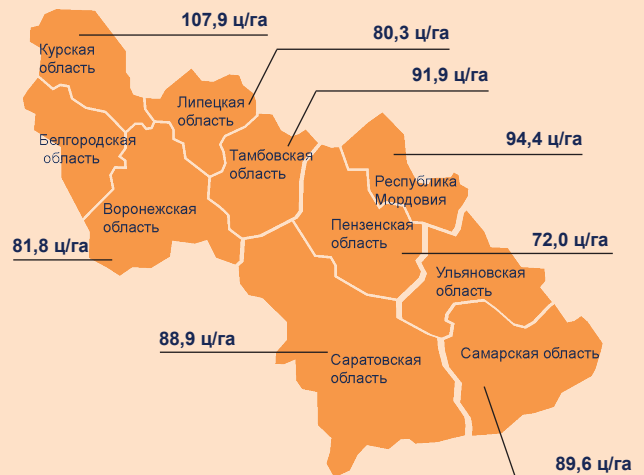 107,9 ц/га
80,3 ц/га
Курская
область
91,9 ц/га
Липецкая
область
94,4 ц/га
Белгородская
область
Тамбовская
область
Республика
Мордовия
Воронежская
область
Пензенская
область
81,8 ц/га
72,0 ц/га
Ульяновская
область
88,9 ц/га
Саратовская
область
Самарская область
89,6 ц/га